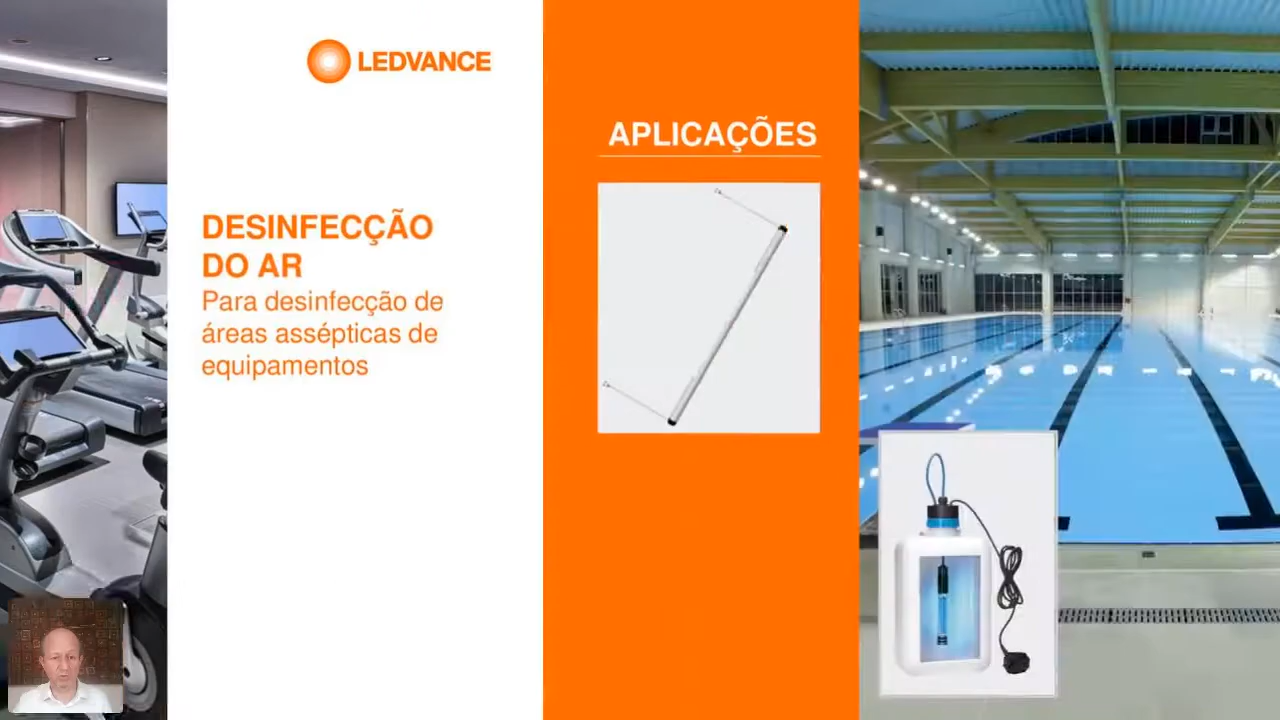 LEDVANCE
DESINFECÇÃO
DO AR
Para desinfecção de
áreas assépticas de
equipamentos
APLICAÇÕES